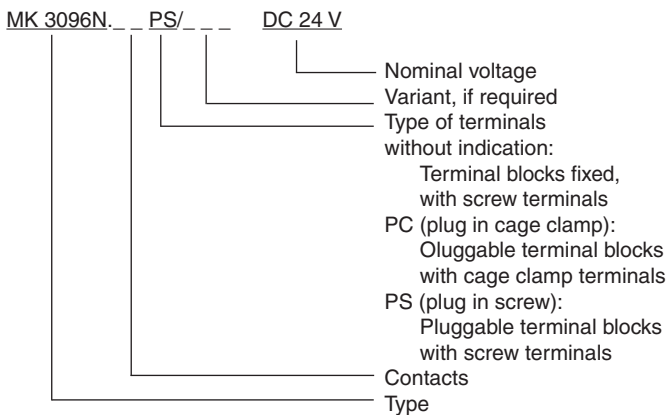 MK 3096N._ _ PS/_ _ _ DC 24 V
Nominal voltage
Variant, if required
Type of terminals
without indication:
Terminal blocks fixed,
with screw terminals
PC (plug in cage clamp):
Oluggable terminal blocks
with cage clamp terminals
PS (plug in screw):
Pluggable terminal blocks
with screw terminals
Contacts
Type